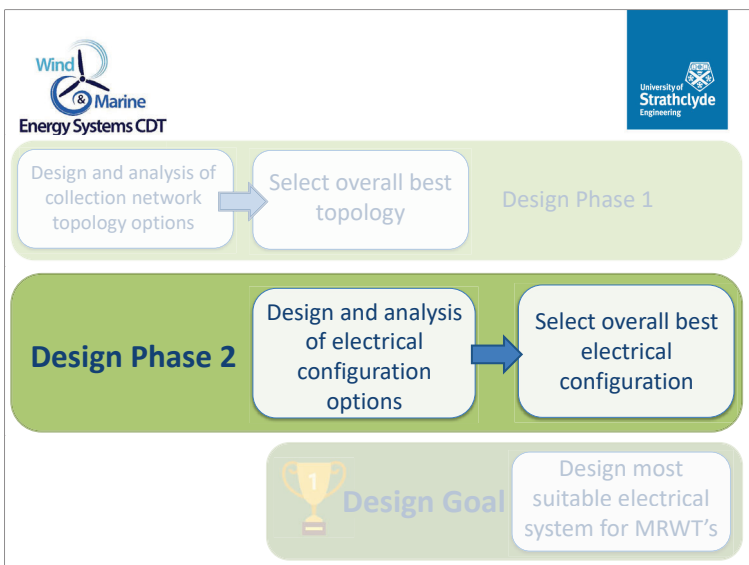 Wind
&
Marine
Energy Systems CDT
University of
Strathclyde
Engineering
Design and analysis of
collection network
topology options
Select overall best
topology
Design Phase 1
Design Phase 2
Design and analysis
of electrical
configuration
options
Select overall best
electrical
configuration
1
Design Goal
Design most
suitable electrical
system for MRWT's